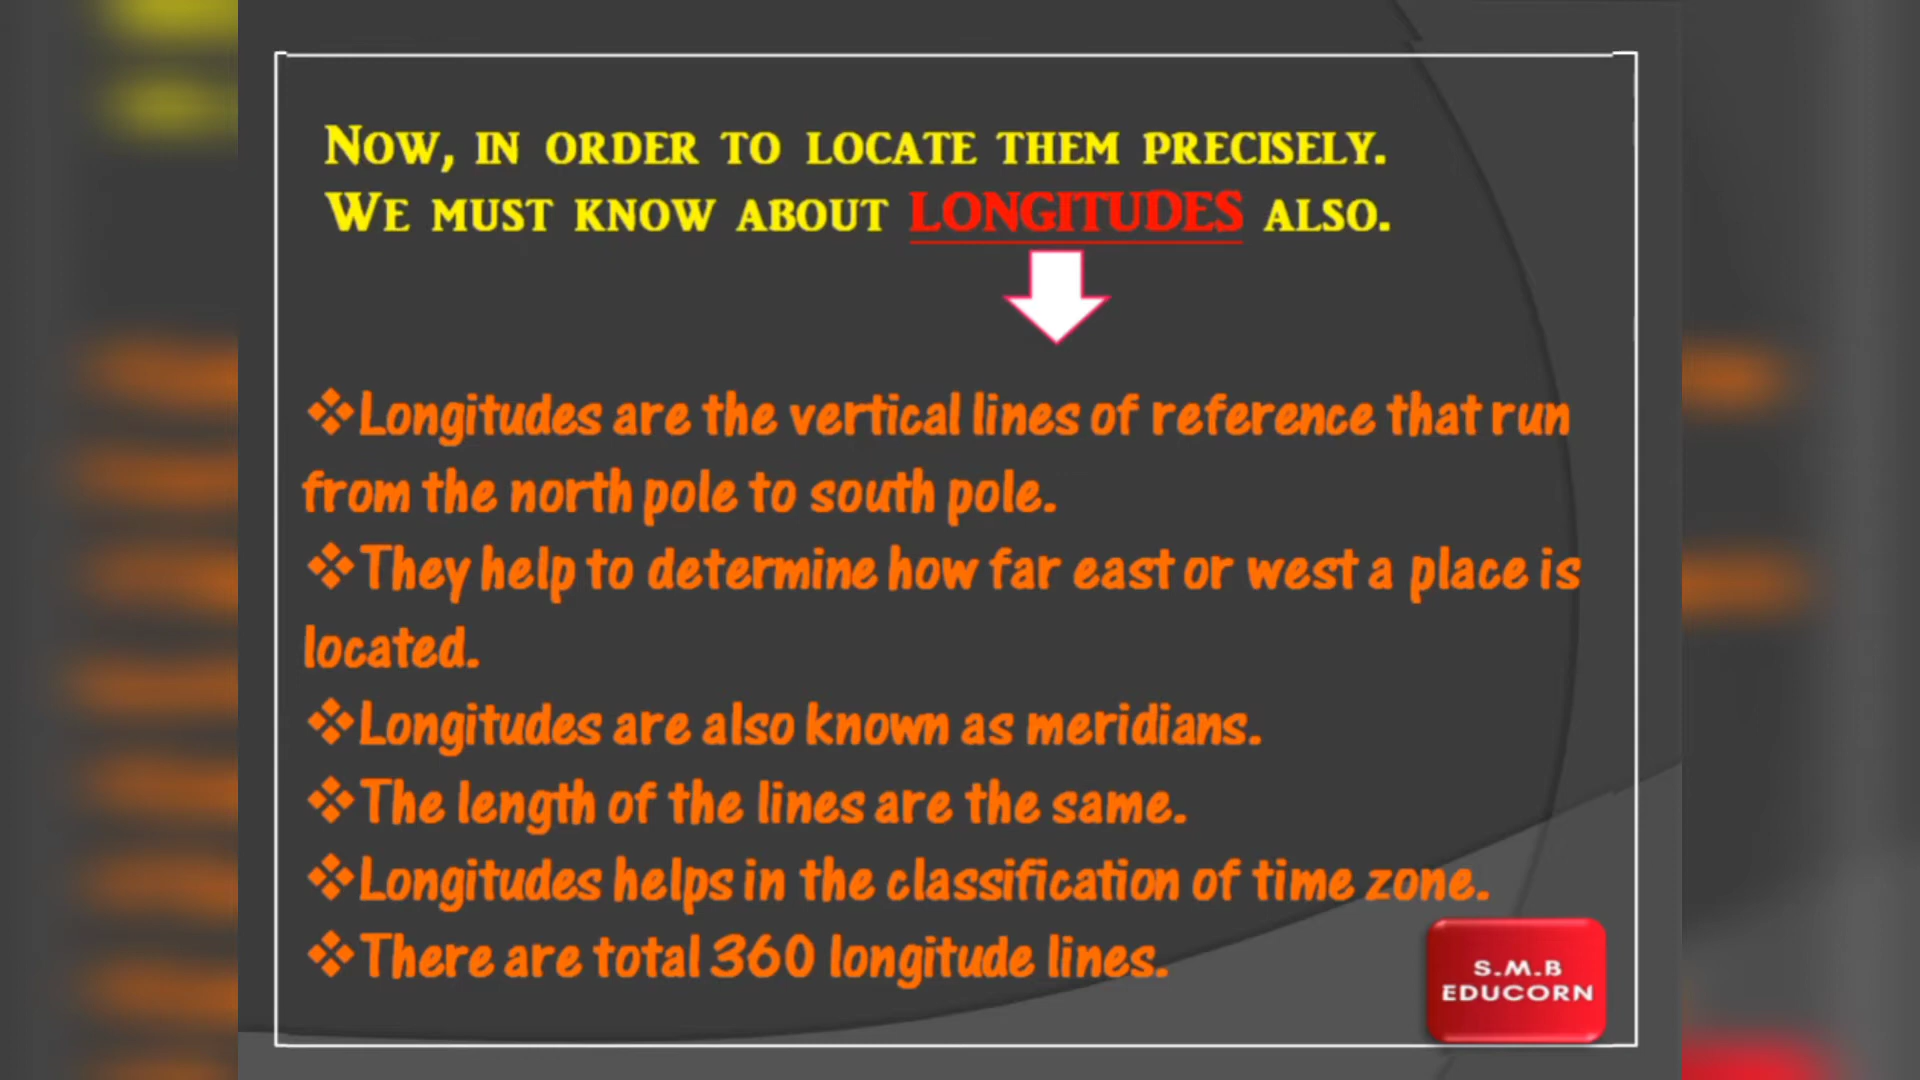 Now, in order to locate them precisely.
We must know about LONGITUDES also.
❖Longitudes are the vertical lines of reference that run
from the north pole to south pole.
❖They help to determine how far east or west a place is
located.
❖Longitudes are also known as meridians.
❖The length of the lines are the same.
❖Longitudes helps in the classification of time zone.
❖There are total 360 longitude lines.
S.M.B
EDUCORN